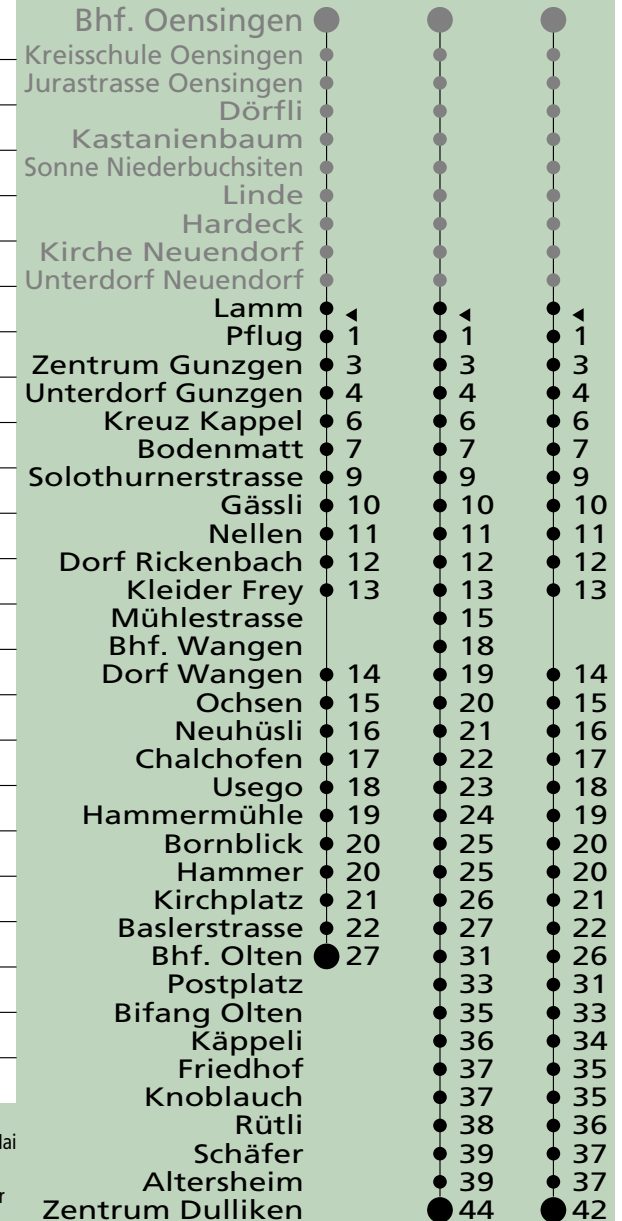 Bhf. Oensingen
Kreisschule Oensingen
Jurastrasse Oensingen
Dörfli
Kastanienbaum
Sonne Niederbuchsiten
Linde
Hardeck
Kirche Neuendorf
Unterdorf Neuendorf
Lamm
Pflug 1 1 1
Zentrum Gunzgen 3 3 3
Unterdorf Gunzgen 4 4 4
Kreuz Kappel 6 6 6
Bodenmatt 7 7 7
Solothurnerstrasse 9 9 9
Gässli 10 10 10
Nellen 11 11 11
Dorf Rickenbach 12 12 12
Kleider Frey 13 13 13
Mühlestrasse 15
Bhf. Wangen 18
Dorf Wangen 14 19 14
Ochsen 15 20 15
Neuhüsli 16 21 16
Chalchofen 17 22 17
Usego 18 23 18
Hammermühle 19 24 19
Bornblick 20 25 20
Hammer 20 25 20
Kirchplatz 21 26 21
Baslerstrasse 22 27 22
Bhf. Olten 27 31 26
Postplatz 33 31
Bifang Olten 35 33
Käppeli 36 34
Friedhof 37 35
Knoblauch 37 35
Rütli 38 36
Schäfer 39 37
Altersheim 39 37
Zentrum Dulliken 44 42